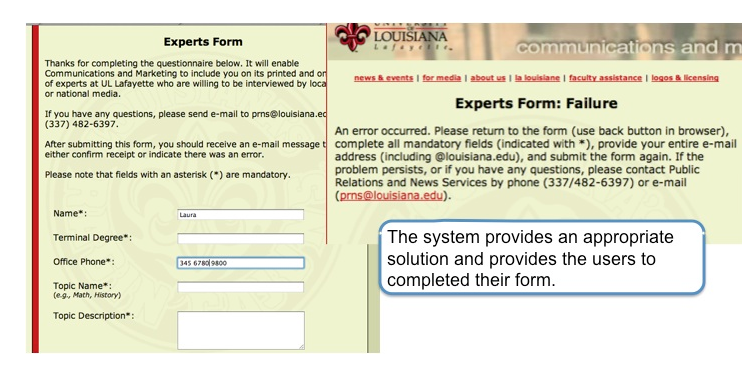 Experts Form
Thanks for completing the questionnaire below. It will enable
Communications and Marketing to include you on its printed and on
of experts at UL Lafayette who are willing to be interviewed by loca
or national media.
If you have any questions, please send e-mail to prns@louisiana.ed
(337) 482-6397.
After submitting this form, you should receive an e-mail message t
either confirm receipt or indicate there was an error.
Please note that fields with an asterisk (*) are mandatory.
Name*:
Laura
Terminal Degree*:
Office Phone*:
345 6780 9800
Topic Name*:
(e.g., Math, History)
Topic Description*:
LOUISIANA
Lafayette
communications and m
news & events | for media | about us | la louisiane | faculty assistance | logos & licensing
Experts Form: Failure
An error occurred. Please return to the form (use back button in browser),
complete all mandatory fields (indicated with *), provide your entire e-mail
address (including @louisiana.edu), and submit the form again. If the
problem persists, or if you have any questions, please contact Public
Relations and News Services by phone (337/482-6397) or e-mail
(prns@louisiana.edu).
The system provides an appropriate
solution and provides the users to
completed their form.